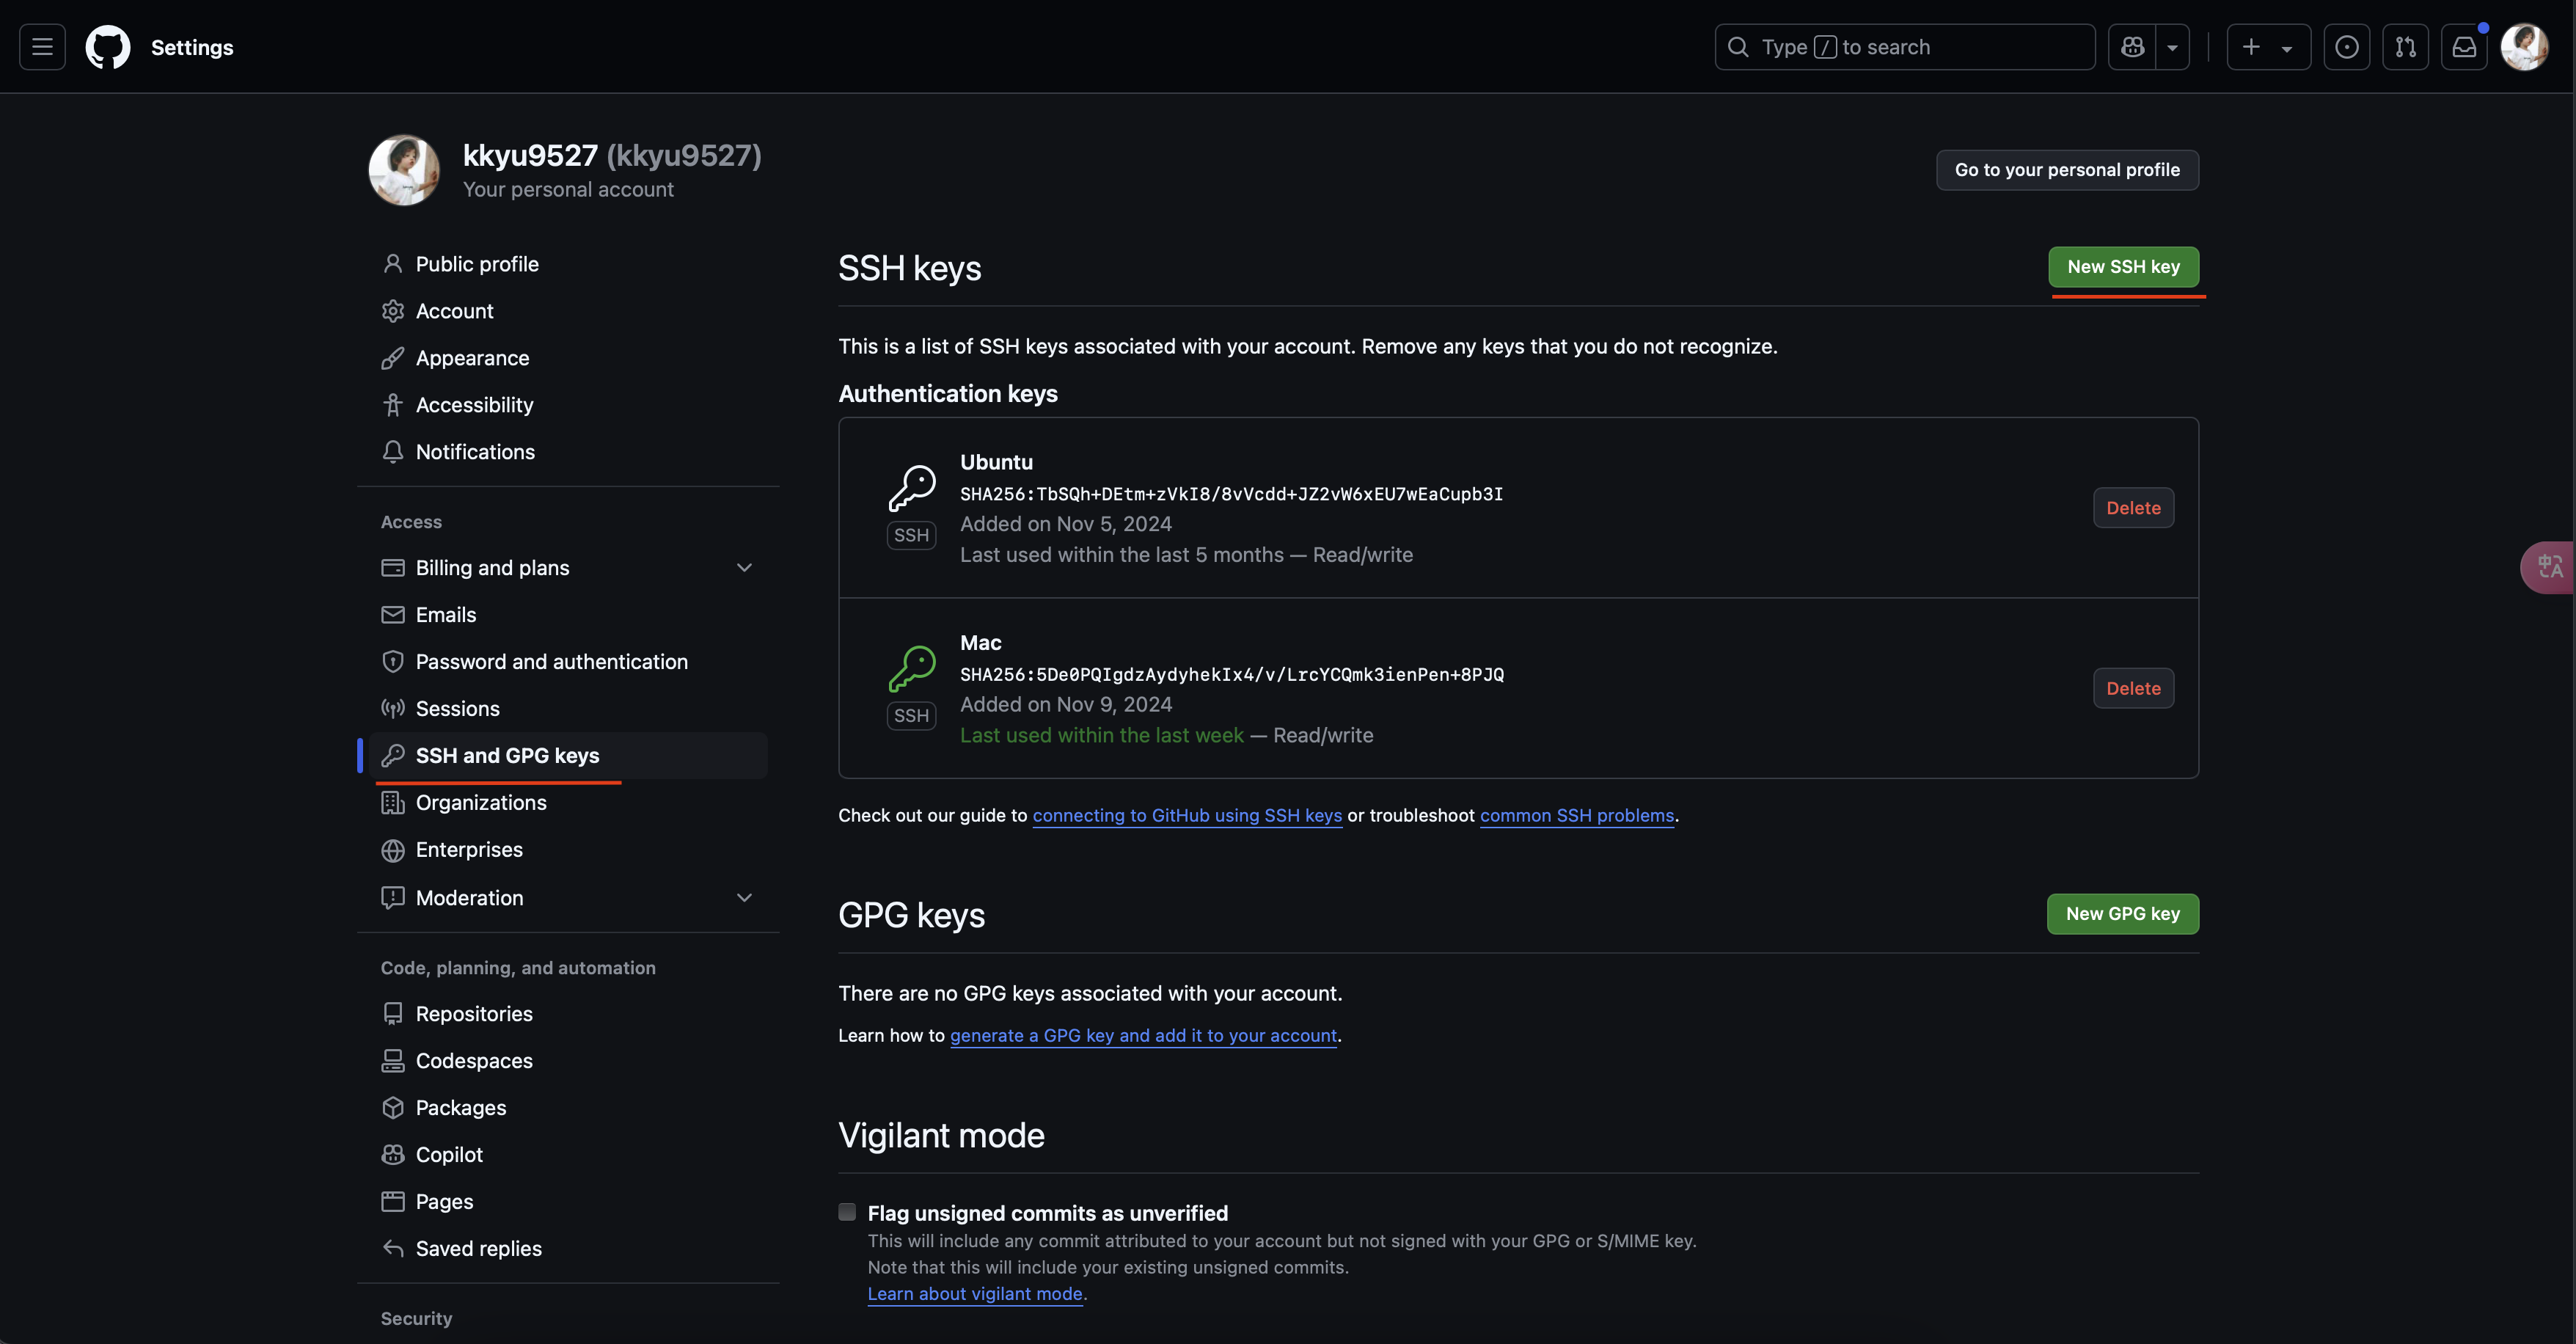 Settings
Type / to search
kkyu9527 (kkyu9527)
Your personal account
Go to your personal profile
Public profile
Account
Appearance
Accessibility
Notifications
Access
Billing and plans
Emails
Password and authentication
Sessions
SSH and GPG keys
Organizations
Enterprises
Moderation
Code, planning, and automation
Repositories
Codespaces
Packages
Copilot
Pages
Saved replies
Security
SSH keys
New SSH key
This is a list of SSH keys associated with your account. Remove any keys that you do not recognize.
Authentication keys
Ubuntu
SHA256:TbSQh+DEtm+zVkI8/8vVcdd+JZ2vW6xEU7wEaCupb3I
Added on Nov 5, 2024
Last used within the last 5 months — Read/write
SSH
Delete
Mac
SHA256:5De0PQIgdzAydyhekIx4/v/LrcYCQmk3ienPen+8PJQ
Added on Nov 9, 2024
Last used within the last week — Read/write
SSH
Delete
Check out our guide to connecting to GitHub using SSH keys or troubleshoot common SSH problems.
GPG keys
New GPG key
There are no GPG keys associated with your account.
Learn how to generate a GPG key and add it to your account.
Vigilant mode
Flag unsigned commits as unverified
This will include any commit attributed to your account but not signed with your GPG or S/MIME key.
Note that this will include your existing unsigned commits.
Learn about vigilant mode.